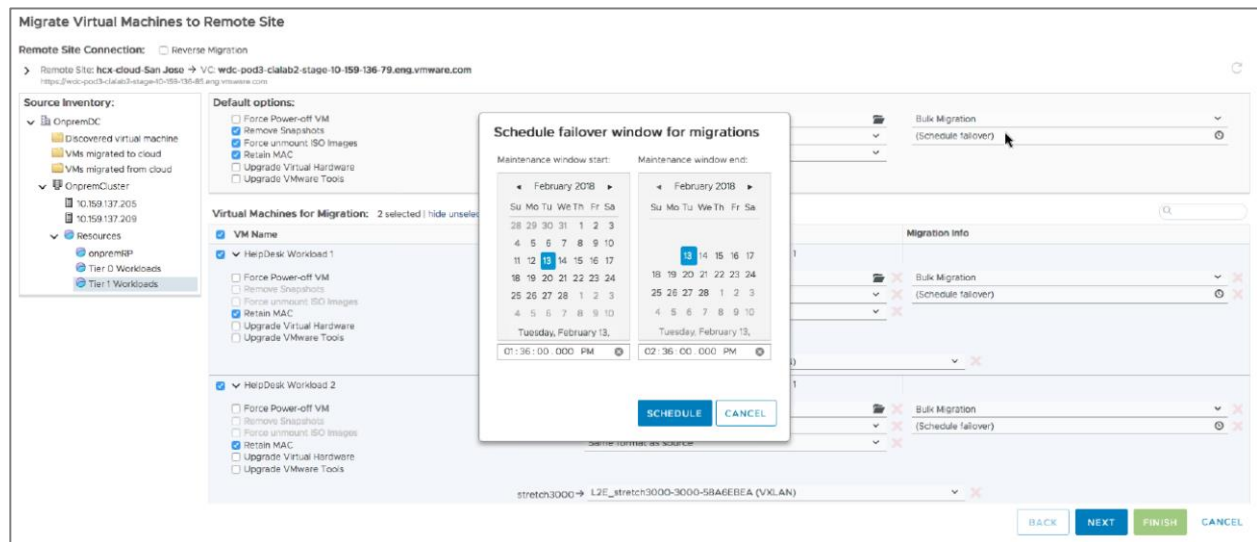 Migrate Virtual Machines to Remote Site
Remote Site Connection: Reverse Migration
Remote Site: hcx-cloud-San Jose → VC: wdc-pod3-clalab2-stage-10-159-136-79.eng.vmware.com
Source Inventory:
OnpremDC
Discovered virtual machine
VMs migrated to cloud
VMs migrated from cloud
OnpremCluster
10.159.137.205
10.159.137.209
Resources
onpremRP
Tier 0 Workloads
Tier 1 Workloads
Default options:
Force Power-off VM
Remove Snapshots
Force unmount ISO Images
Retain MAC
Upgrade Virtual Hardware
Upgrade VMware Tools
Bulk Migration
(Schedule failover)
Virtual Machines for Migration: 2 selected | hide
VM Name
Migration Info
HelpDesk Workload 1
Force Power-off VM
Remove Snapshots
Force unmount ISO Images
Retain MAC
Upgrade Virtual Hardware
Upgrade VMware Tools
Bulk Migration
(Schedule failover)
HelpDesk Workload 2
Force Power-off VM
Remove Snapshots
Force unmount ISO Images
Retain MAC
Upgrade Virtual Hardware
Upgrade VMware Tools
Same format as source
Bulk Migration
(Schedule failover)
stretch3000→ L2E_stretch3000-3000-58A6EBEA (VXLAN)
Schedule failover window for migrations
Maintenance window start:
February 2018
Su Mo Tu We Th Fr Sa
28 29 30 31 1 2 3
4 5 6 7 8 9 10
11 12 13 14 15 16 17
18 19 20 21 22 23 24
25 26 27 28 1 2 3
4 5 6 7 8 9 10
Tuesday, February 13,
01:36:00.000 PM
Maintenance window end:
February 2018
Su Mo Tu We Th Fr Sa
13 14 15 16 17
18 19 20 21 22 23 24
25 26 27 28 1 2 3
4 5 6 7 8 9 10
Tuesday, February 13,
02:36:00.000 PM
SCHEDULE CANCEL
BACK NEXT FINISH CANCEL